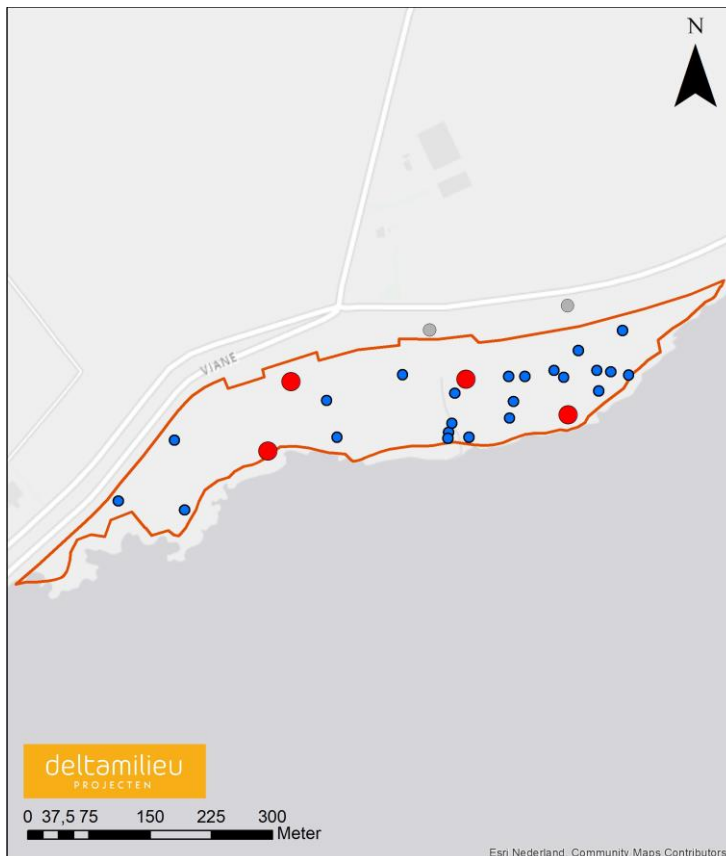 N
VIANE
deltamilieu
PROJECTEN
0 37,5 75 150 225 300
Meter
Esri Nederland, Community Maps Contributors